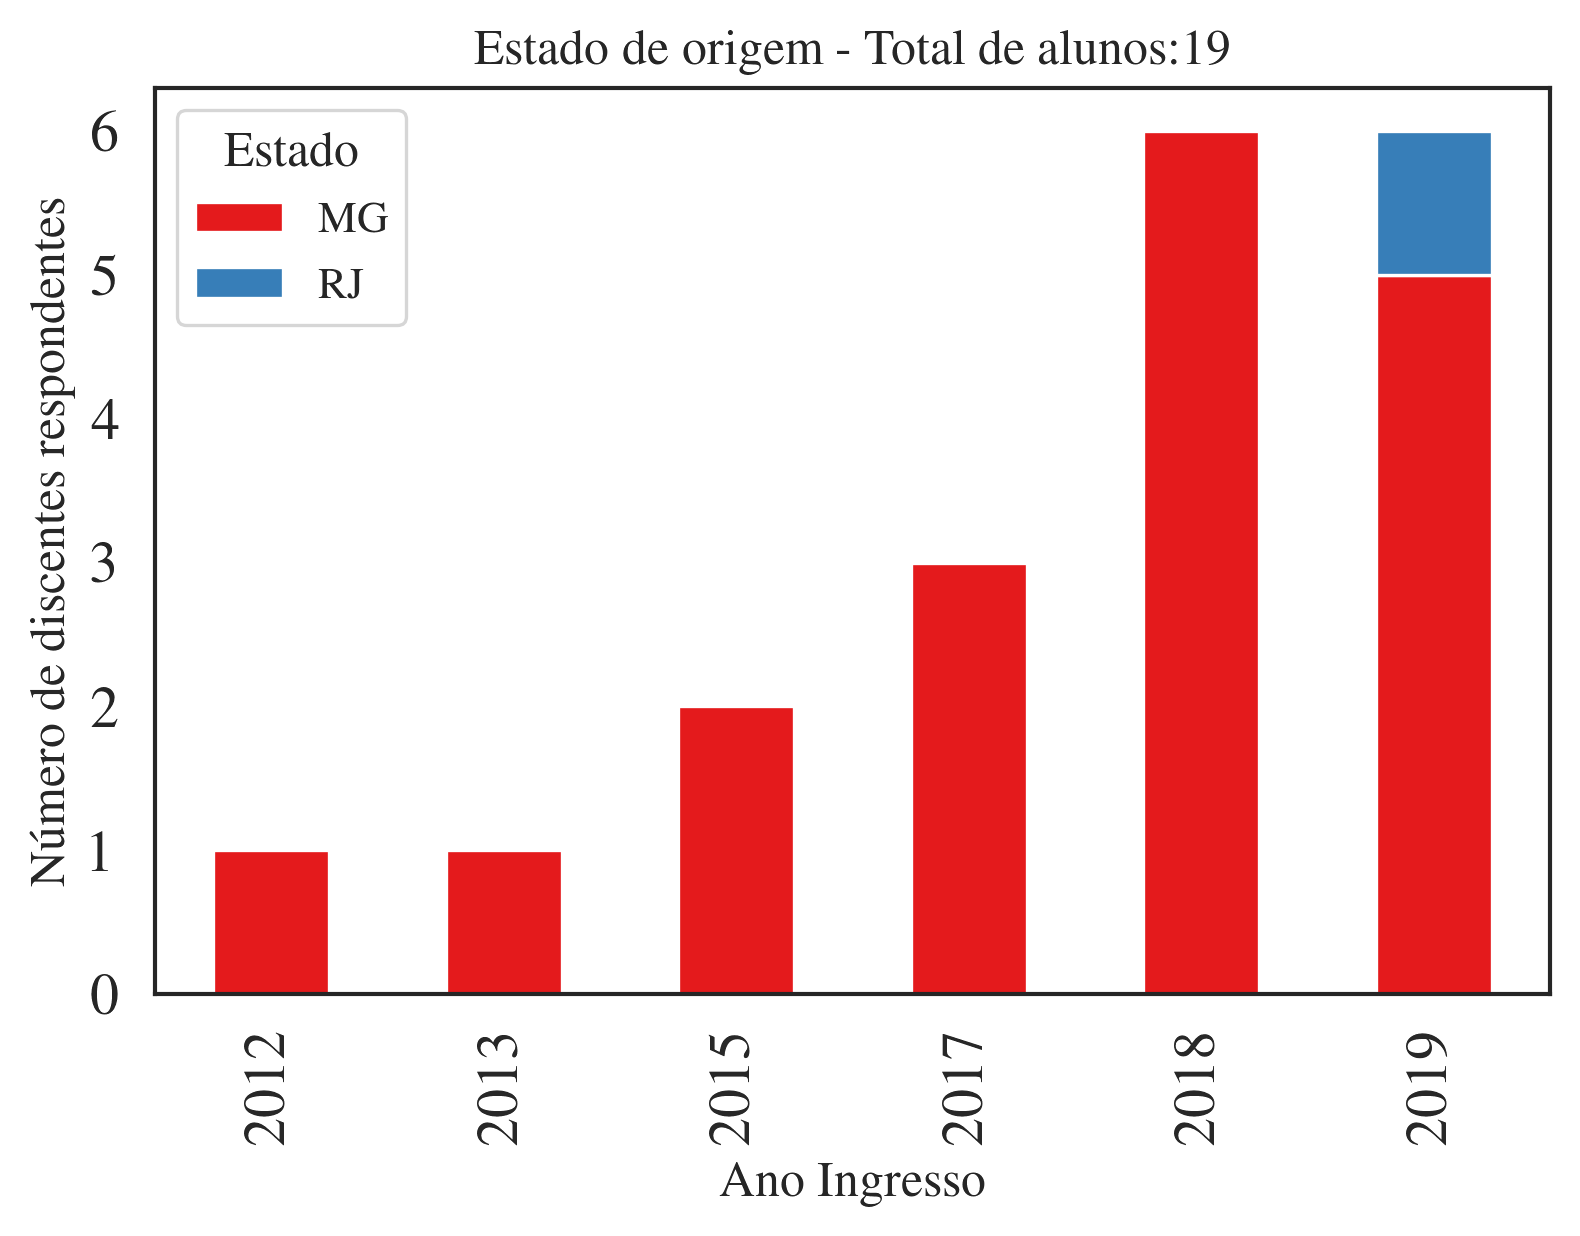 Estado de origem - Total de alunos:19
Estado
MG
RJ
Número de discentes respondentes
6
5
4
3
2
1
0
2012
2013
2015
2017
2018
2019
Ano Ingresso